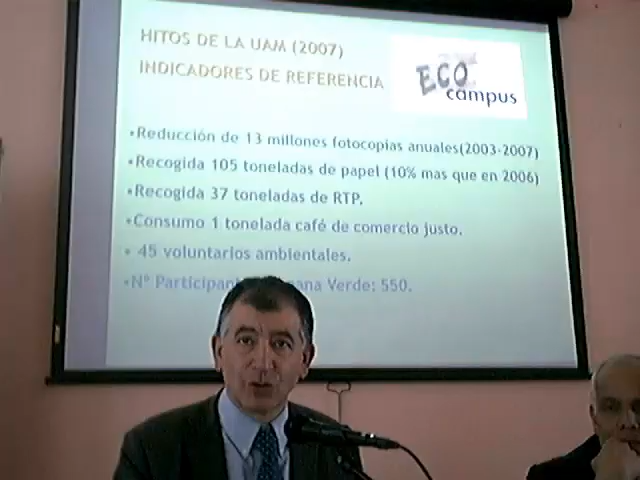 HITOS DE LA UAM (2007)
INDICADORES DE REFERENCIA
ECO
campus
•Reducción de 13 millones fotocopias anuales(2003-2007)
•Recogida 105 toneladas de papel (10% mas que en 2006)
•Recogida 37 toneladas de RTP.
•Consumo 1 tonelada café de comercio justo.
• 45 voluntarios ambientales.
•Nº Verde: 550.